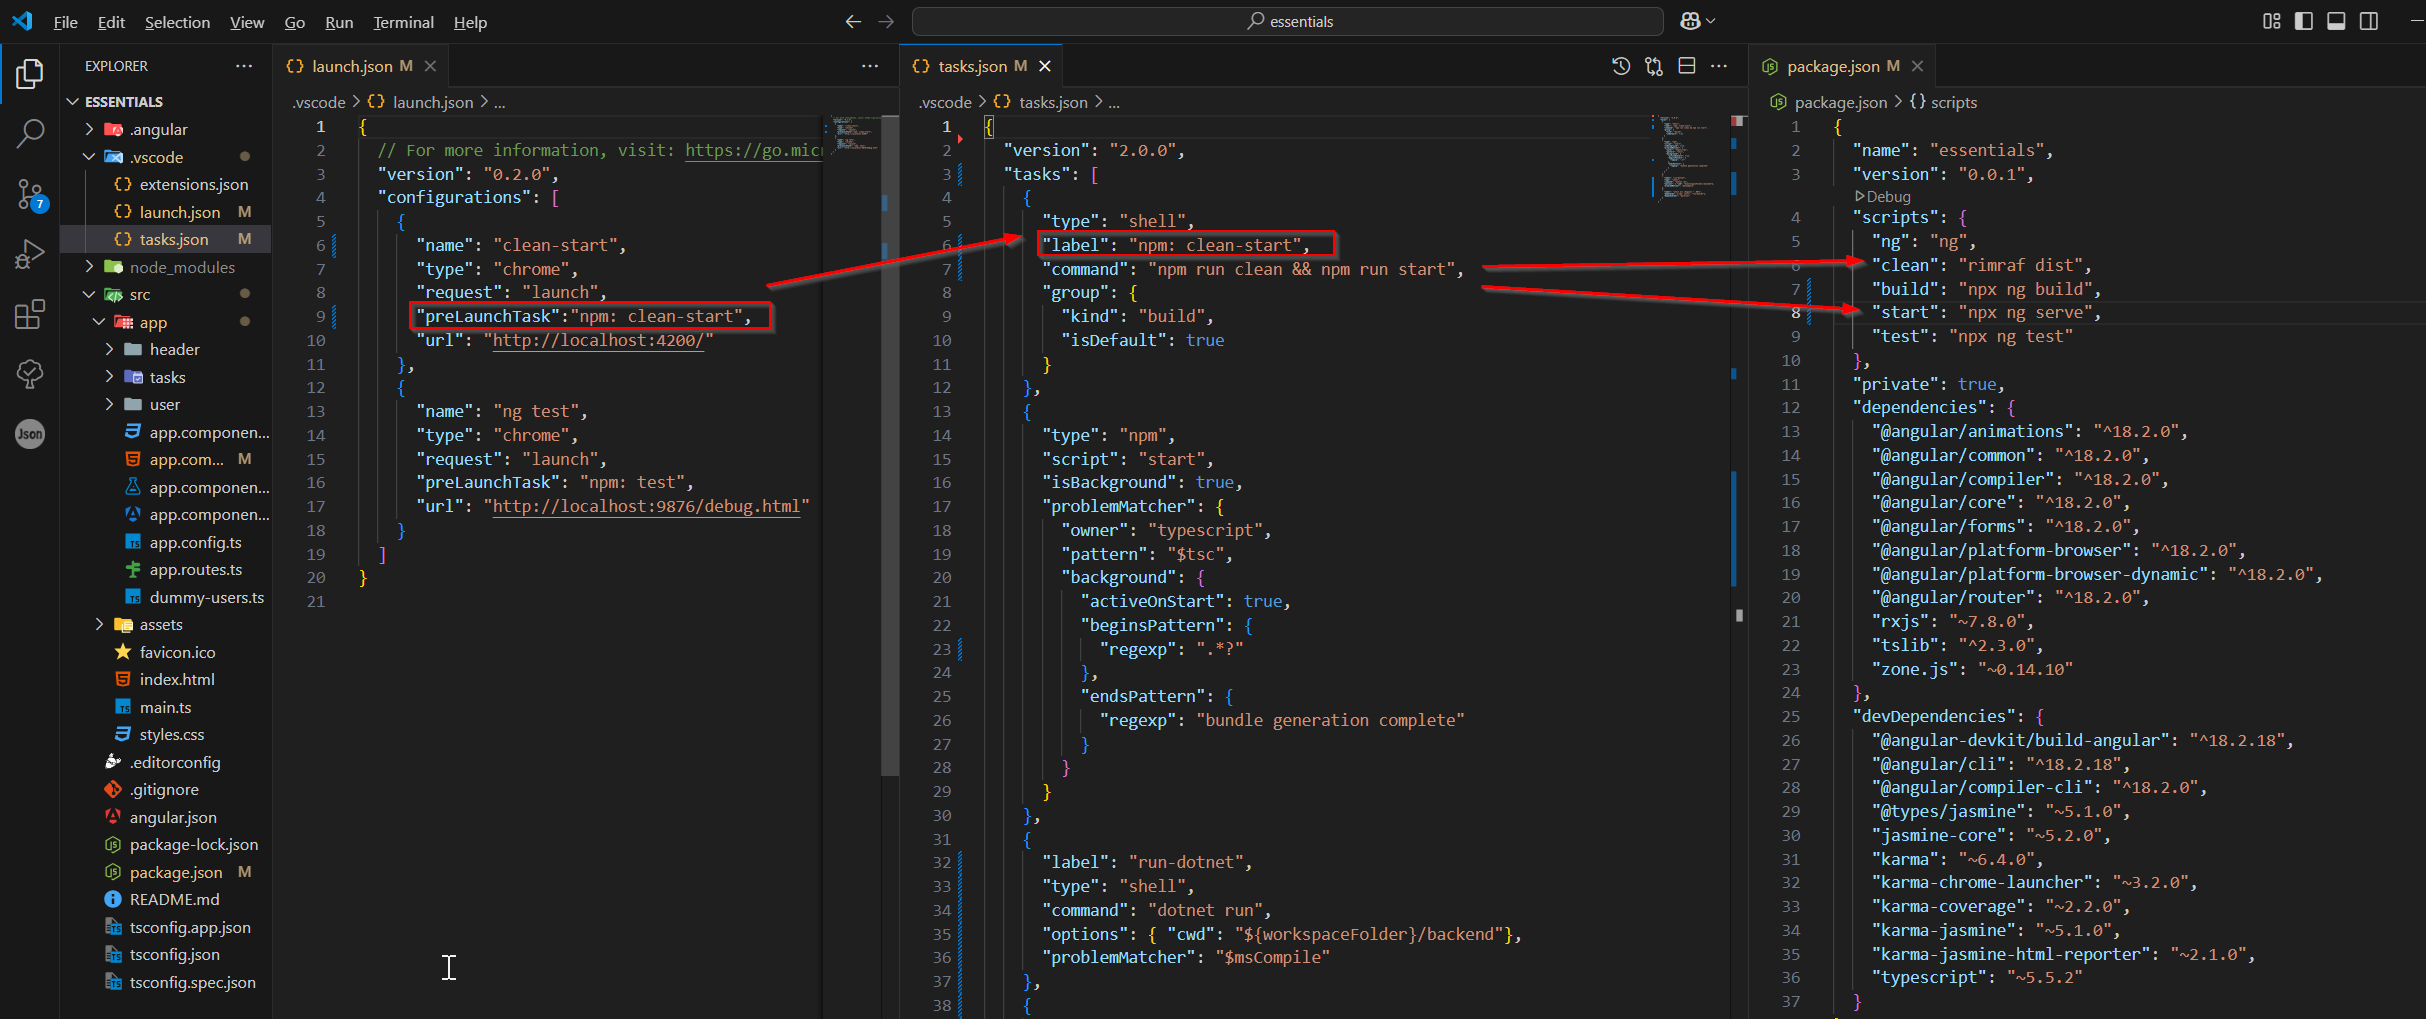 File Edit Selection View Go Run Terminal Help
essentials
EXPLORER
ESSENTIALS
.angular
.vscode
extensions.json
launch.json M
tasks.json M
node_modules
src
app
header
tasks
user
app.componen...
app.com... M
app.componen...
app.componen...
app.config.ts
app.routes.ts
dummy-users.ts
assets
favicon.ico
index.html
main.ts
styles.css
.editorconfig
.gitignore
angular.json
package-lock.json
package.json M
README.md
tsconfig.app.json
tsconfig.json
tsconfig.spec.json
7
Json
launch.json M
.vscode > launch.json > ...
1 {
2 // For more information, visit: https://go.micr
3 "version": "0.2.0",
4 "configurations": [
5 {
6 "name": "clean-start",
7 "type": "chrome",
8 "request": "launch",
9 "preLaunchTask":"npm: clean-start",
10 "url": "http://localhost:4200/"
11 },
12 {
13 "name": "ng test",
14 "type": "chrome",
15 "request": "launch",
16 "preLaunchTask": "npm: test",
17 "url": "http://localhost:9876/debug.html"
18 }
19 ]
20 }
21
tasks.json M
.vscode > tasks.json > ...
1 {
2 "version": "2.0.0",
3 "tasks": [
4 {
5 "type": "shell",
6 "label": "npm: clean-start",
7 "command": "npm run clean && npm run start",
8 "group": {
9 "kind": "build",
10 "isDefault": true
11 }
12 },
13 {
14 "type": "npm",
15 "script": "start",
16 "isBackground": true,
17 "problemMatcher": {
18 "owner": "typescript",
19 "pattern": "$tsc",
20 "background": {
21 "activeOnStart": true,
22 "beginsPattern": {
23 "regexp": ".*?"
24 },
25 "endsPattern": {
26 "regexp": "bundle generation complete"
27 }
28 }
29 }
30 },
31 {
32 "label": "run-dotnet",
33 "type": "shell",
34 "command": "dotnet run",
35 "options": { "cwd": "${workspaceFolder}/backend"},
36 "problemMatcher": "$msCompile"
37 },
38 {
package.json M
package.json > {} scripts
1 {
2 "name": "essentials",
3 "version": "0.0.1",
Debug
4 "scripts": {
5 "ng": "ng",
6 "clean": "rimraf dist",
7 "build": "npx ng build",
8 "start": "npx ng serve",
9 "test": "npx ng test"
10 },
11 "private": true,
12 "dependencies": {
13 "@angular/animations": "^18.2.0",
14 "@angular/common": "^18.2.0",
15 "@angular/compiler": "^18.2.0",
16 "@angular/core": "^18.2.0",
17 "@angular/forms": "^18.2.0",
18 "@angular/platform-browser": "^18.2.0",
19 "@angular/platform-browser-dynamic": "^18.2.0",
20 "@angular/router": "^18.2.0",
21 "rxjs": "~7.8.0",
22 "tslib": "^2.3.0",
23 "zone.js": "~0.14.10"
24 },
25 "devDependencies": {
26 "@angular-devkit/build-angular": "^18.2.18",
27 "@angular/cli": "^18.2.18",
28 "@angular/compiler-cli": "^18.2.0",
29 "@types/jasmine": "~5.1.0",
30 "jasmine-core": "~5.2.0",
31 "karma": "~6.4.0",
32 "karma-chrome-launcher": "~3.2.0",
33 "karma-coverage": "~2.2.0",
34 "karma-jasmine": "~5.1.0",
35 "karma-jasmine-html-reporter": "~2.1.0",
36 "typescript": "~5.5.2"
37 }